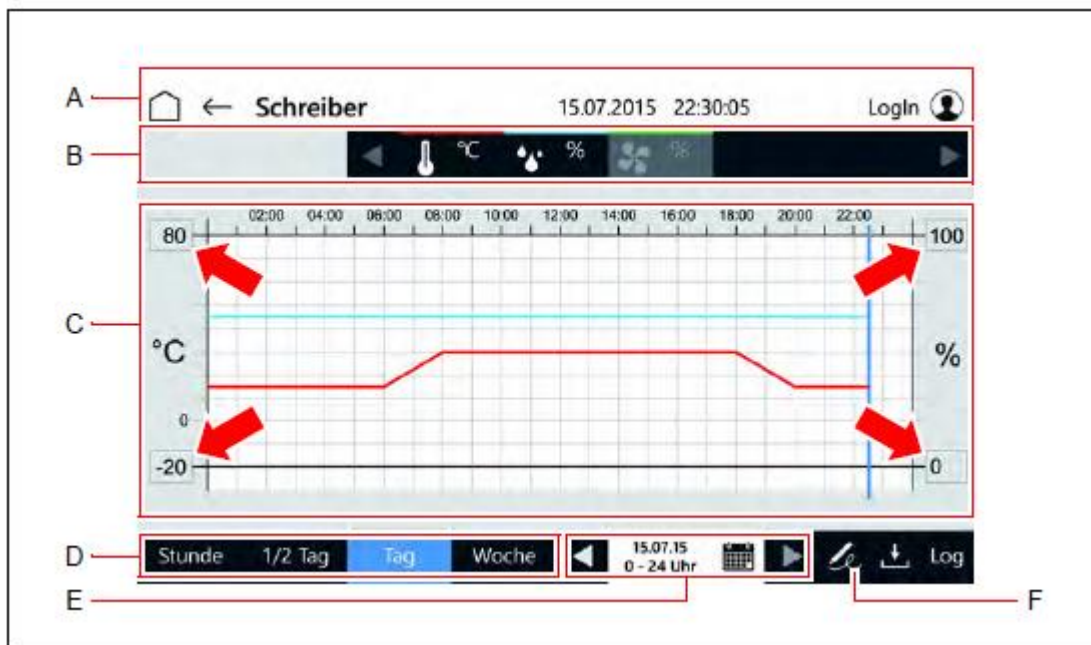 A
Schreiber 15.07.2015 22:30:05 LogIn
B
°C % %
02:00 04:00 06:00 08:00 10:00 12:00 14:00 16:00 18:00 20:00 22:00
80 100
C
°C %
0
-20 0
D
Stunde 1/2 Tag Tag Woche 15.07.15 Log
0 - 24 Uhr
E F